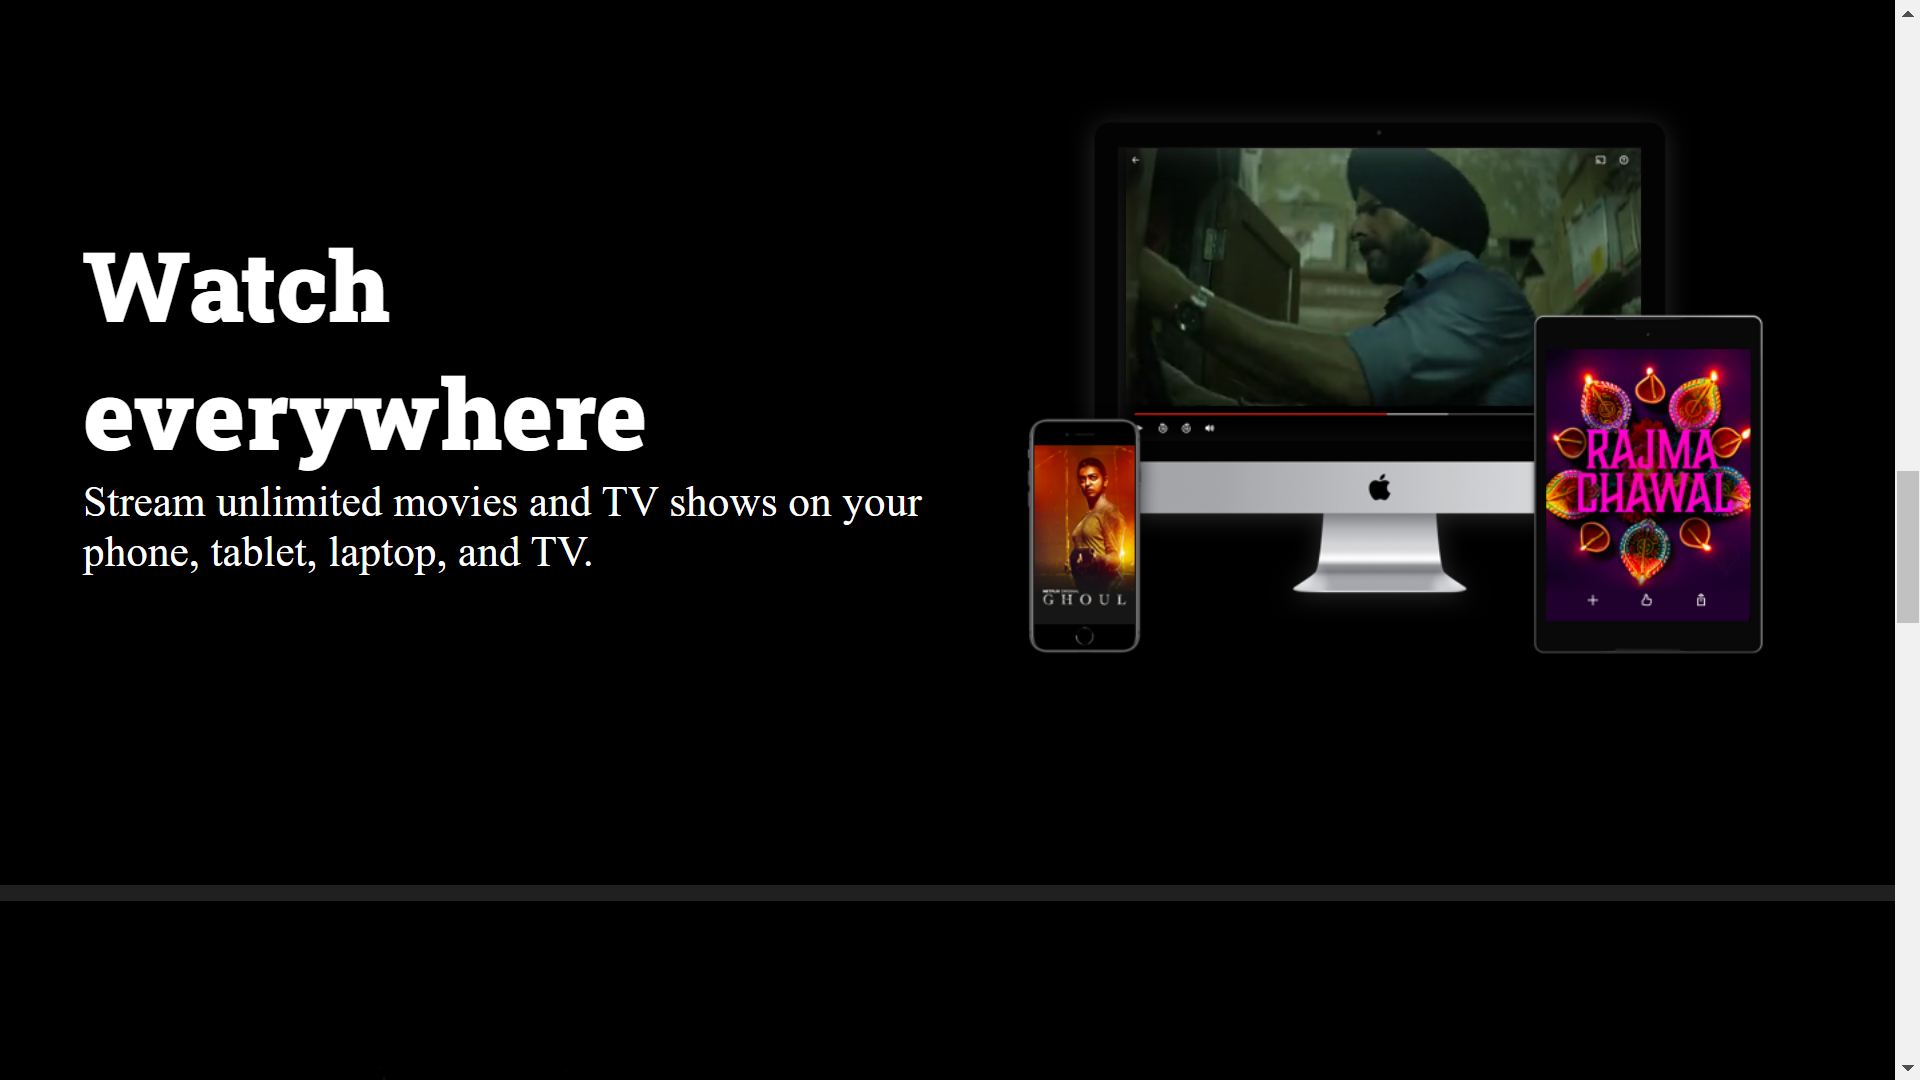 Watch
everywhere
Stream unlimited movies and TV shows on your
phone, tablet, laptop, and TV.
GHOUL
RAJMA
CHAWAL